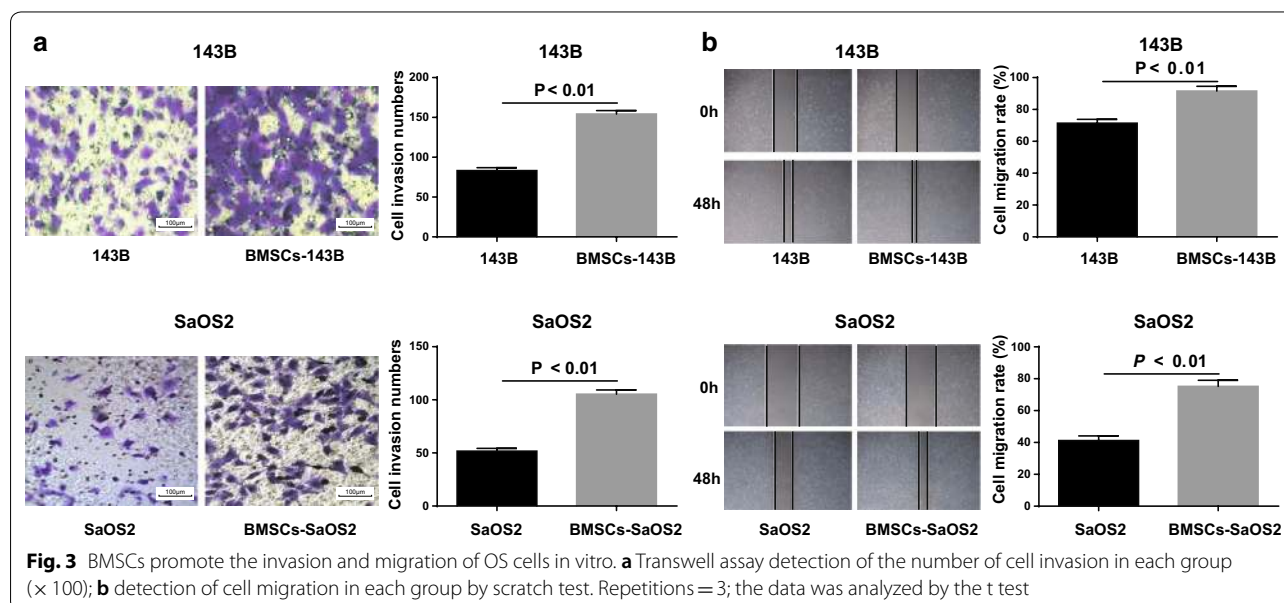 a
143B
100μm
100μm
143B
BMSCs-143B
143B
Cell invasion numbers
200
150
100
50
0
P < 0.01
143B
BMSCs-143B
b
143B
0h
48h
143B
BMSCs-143B
143B
Cell migration rate (%)
100
80
60
40
20
0
P < 0.01
143B
BMSCs-143B
SaOS2
100μm
100μm
SaOS2
BMSCs-SaOS2
SaOS2
Cell invasion numbers
150
100
50
0
P < 0.01
SaOS2
BMSCs-SaOS2
SaOS2
0h
48h
SaOS2
BMSCs-SaOS2
SaOS2
Cell migration rate (%)
100
80
60
40
20
0
P < 0.01
SaOS2
BMSCs-SaOS2
Fig. 3 BMSCs promote the invasion and migration of OS cells in vitro. a Transwell assay detection of the number of cell invasion in each group
(× 100); b detection of cell migration in each group by scratch test. Repetitions = 3; the data was analyzed by the t test